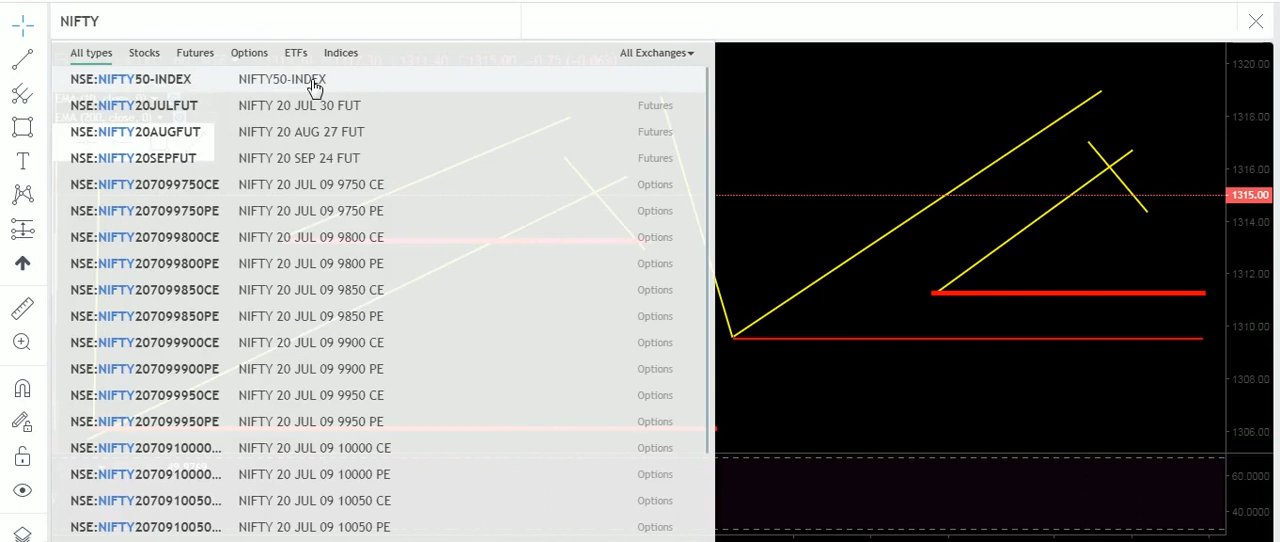 NIFTY
All types Stocks Futures Options ETFs Indices All Exchanges
NSE:NIFTY50-INDEX NIFTY50-INDEX
NSE:NIFTY20JULFUT NIFTY 20 JUL 30 FUT Futures
NSE:NIFTY20AUGFUT NIFTY 20 AUG 27 FUT Futures
NSE:NIFTY20SEPFUT NIFTY 20 SEP 24 FUT Futures
NSE:NIFTY207099750CE NIFTY 20 JUL 09 9750 CE Options
NSE:NIFTY207099750PE NIFTY 20 JUL 09 9750 PE Options
NSE:NIFTY207099800CE NIFTY 20 JUL 09 9800 CE Options
NSE:NIFTY207099800PE NIFTY 20 JUL 09 9800 PE Options
NSE:NIFTY207099850CE NIFTY 20 JUL 09 9850 CE Options
NSE:NIFTY207099850PE NIFTY 20 JUL 09 9850 PE Options
NSE:NIFTY207099900CE NIFTY 20 JUL 09 9900 CE Options
NSE:NIFTY207099900PE NIFTY 20 JUL 09 9900 PE Options
NSE:NIFTY207099950CE NIFTY 20 JUL 09 9950 CE Options
NSE:NIFTY207099950PE NIFTY 20 JUL 09 9950 PE Options
NSE:NIFTY2070910000... NIFTY 20 JUL 09 10000 CE Options
NSE:NIFTY2070910000... NIFTY 20 JUL 09 10000 PE Options
NSE:NIFTY2070910050... NIFTY 20 JUL 09 10050 CE Options
NSE:NIFTY2070910050... NIFTY 20 JUL 09 10050 PE Options
1320.00
1318.00
1316.00
1315.00
1314.00
1312.00
1310.00
1308.00
1306.00
60.0000
40.0000